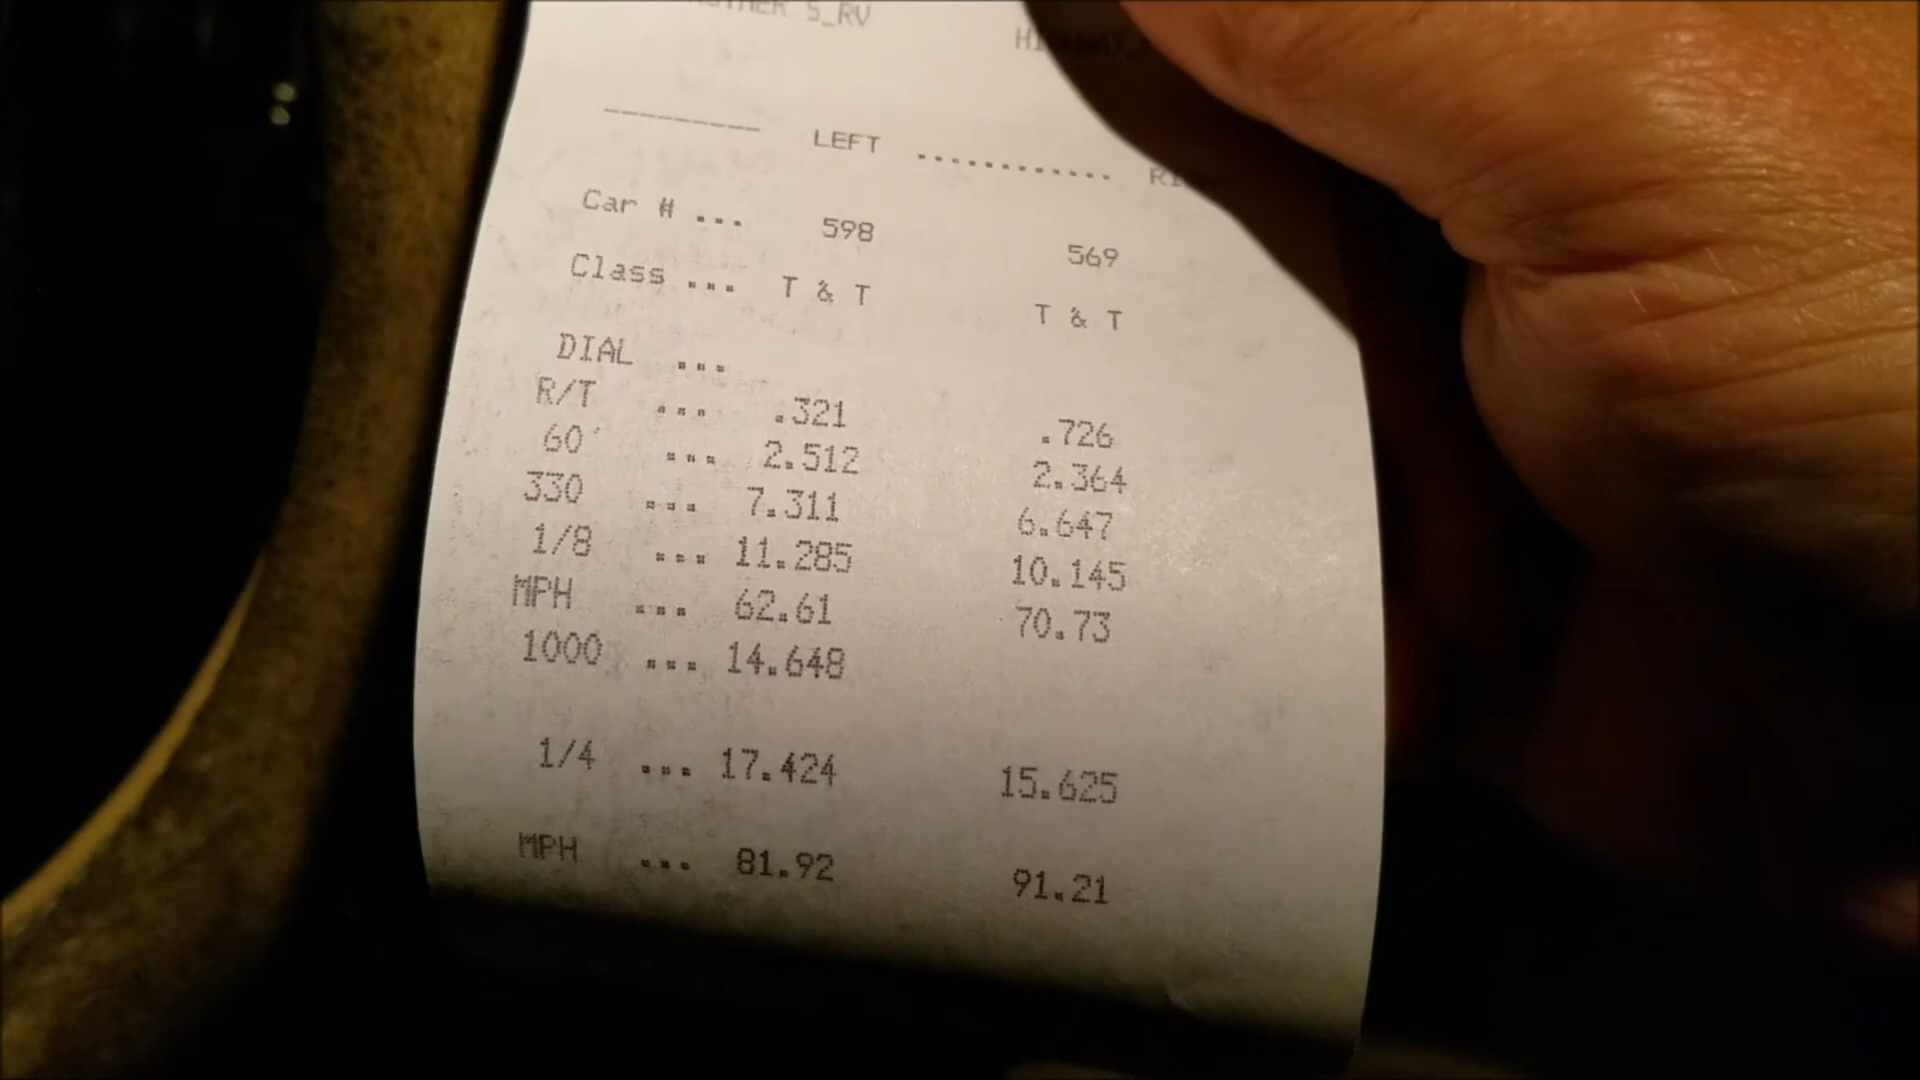 S_RV
--------- LEFT ............
Car # ... 598 569
Class ... T & T T & T
DIAL ...
R/T ... .321 .726
60' ... 2.512 2.364
330 ... 7.311 6.647
1/8 ... 11.285 10.145
MPH ... 62.61 70.73
1000 ... 14.648
1/4 ... 17.424 15.625
MPH ... 81.92 91.21